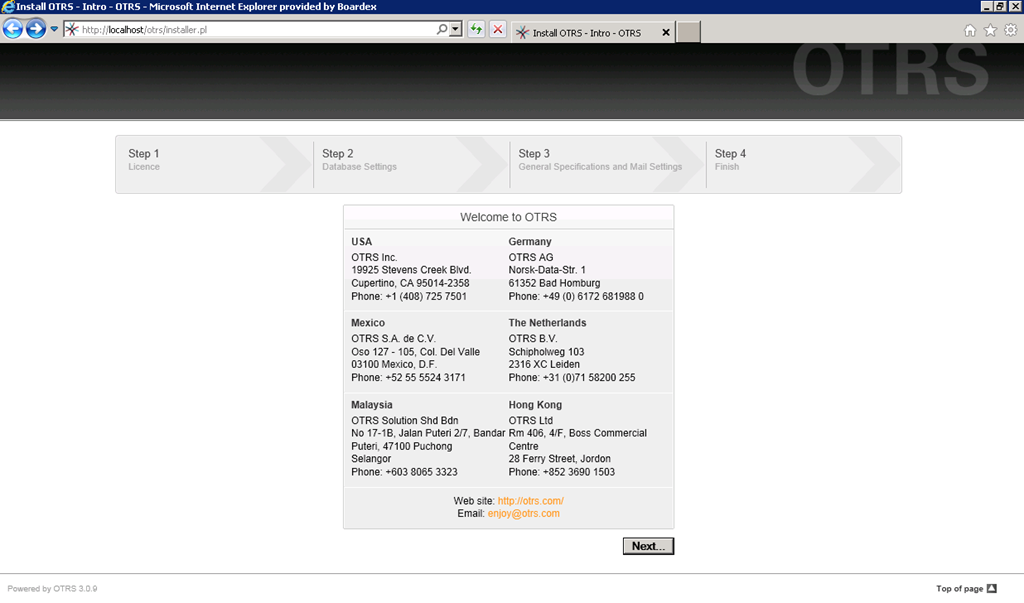 Install OTRS - Intro - OTRS - Microsoft Internet Explorer provided by Boardex
http://localhost/otrs/installer.pl
Install OTRS - Intro - OTRS
OTRS
Step 1
Licence
Step 2
Database Settings
Step 3
General Specifications and Mail Settings
Step 4
Finish
Welcome to OTRS
USA
OTRS Inc.
19925 Stevens Creek Blvd.
Cupertino, CA 95014-2358
Phone: +1 (408) 725 7501
Germany
OTRS AG
Norsk-Data-Str. 1
61352 Bad Homburg
Phone: +49 (0) 6172 681988 0
Mexico
OTRS S.A. de C.V.
Oso 127 - 105, Col. Del Valle
03100 Mexico, D.F.
Phone: +52 55 5524 3171
The Netherlands
OTRS B.V.
Schipholweg 103
2316 XC Leiden
Phone: +31 (0)71 58200 255
Malaysia
OTRS Solution Shd Bdn
No 17-1B, Jalan Puteri 2/7, Bandar
Puteri, 47100 Puchong
Selangor
Phone: +603 8065 3323
Hong Kong
OTRS Ltd
Rm 406, 4/F, Boss Commercial
Centre
28 Ferry Street, Jordon
Phone: +852 3690 1503
Web site: http://otrs.com/
Email: enjoy@otrs.com
Next...
Powered by OTRS 3.0.9
Top of page